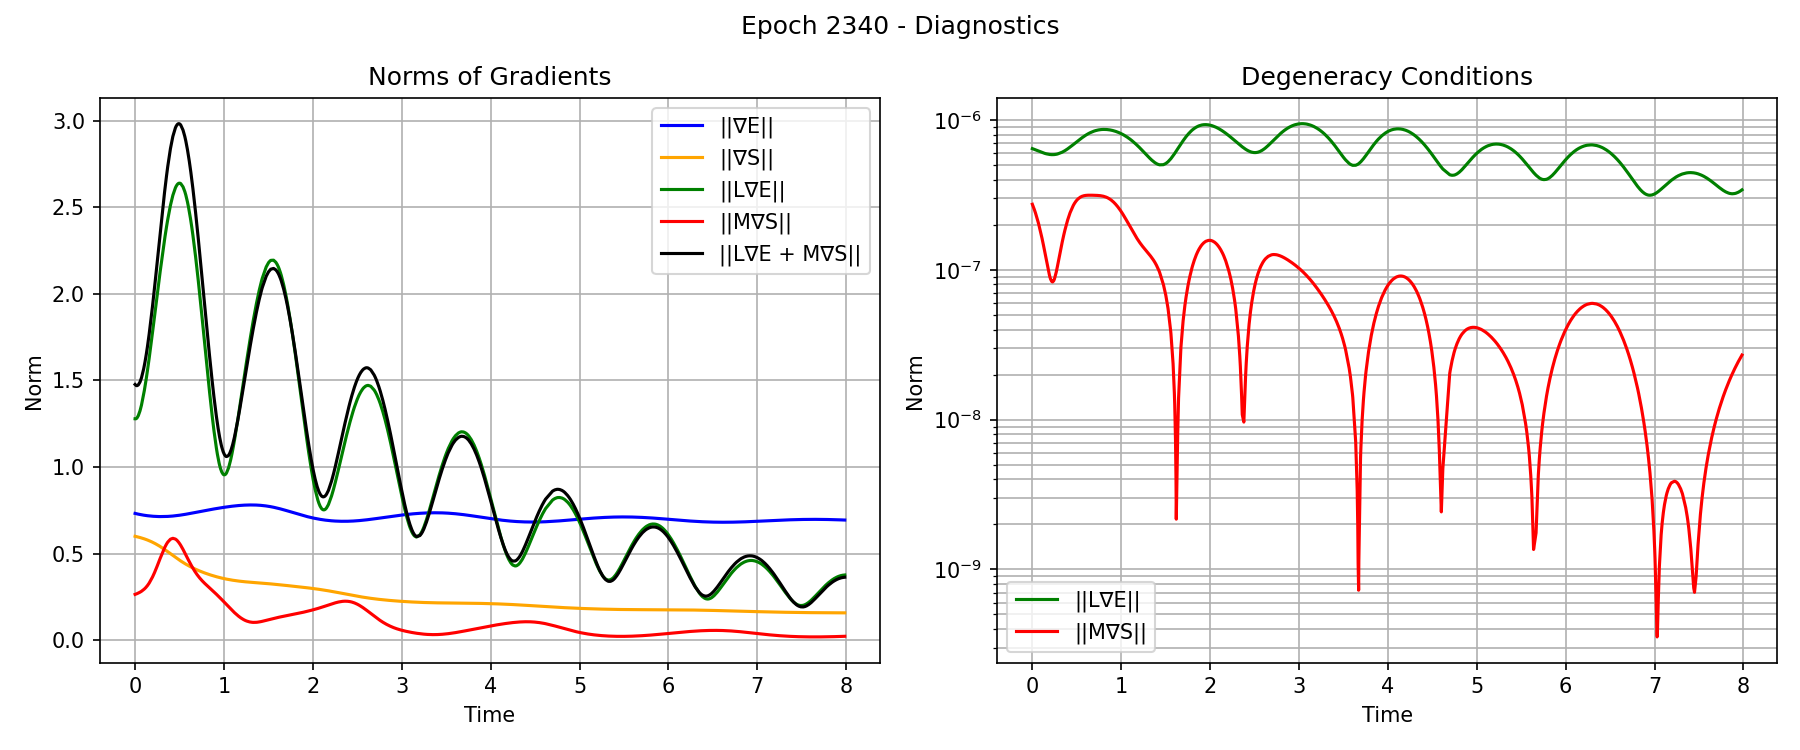 Epoch 2340 - Diagnostics
Norms of Gradients
3.0
2.5
2.0
1.5
1.0
0.5
0.0
Norm
0 1 2 3 4 5 6 7 8
Time
||∇E||
||∇S||
||L∇E||
||M∇S||
||L∇E + M∇S||
Degeneracy Conditions
10⁻⁶
10⁻⁷
10⁻⁸
10⁻⁹
Norm
0 1 2 3 4 5 6 7 8
Time
||L∇E||
||M∇S||